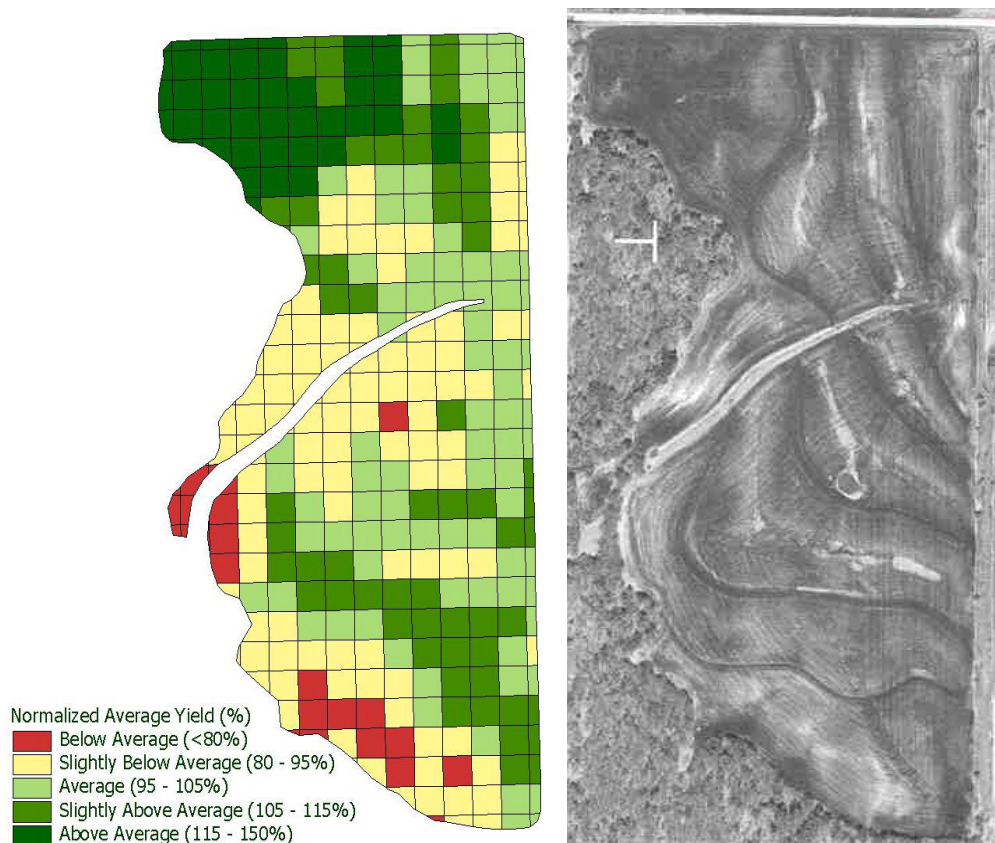 Normalized Average Yield (%)
Below Average (<80%)
Slightly Below Average (80 - 95%)
Average (95 - 105%)
Slightly Above Average (105 - 115%)
Above Average (115 - 150%)